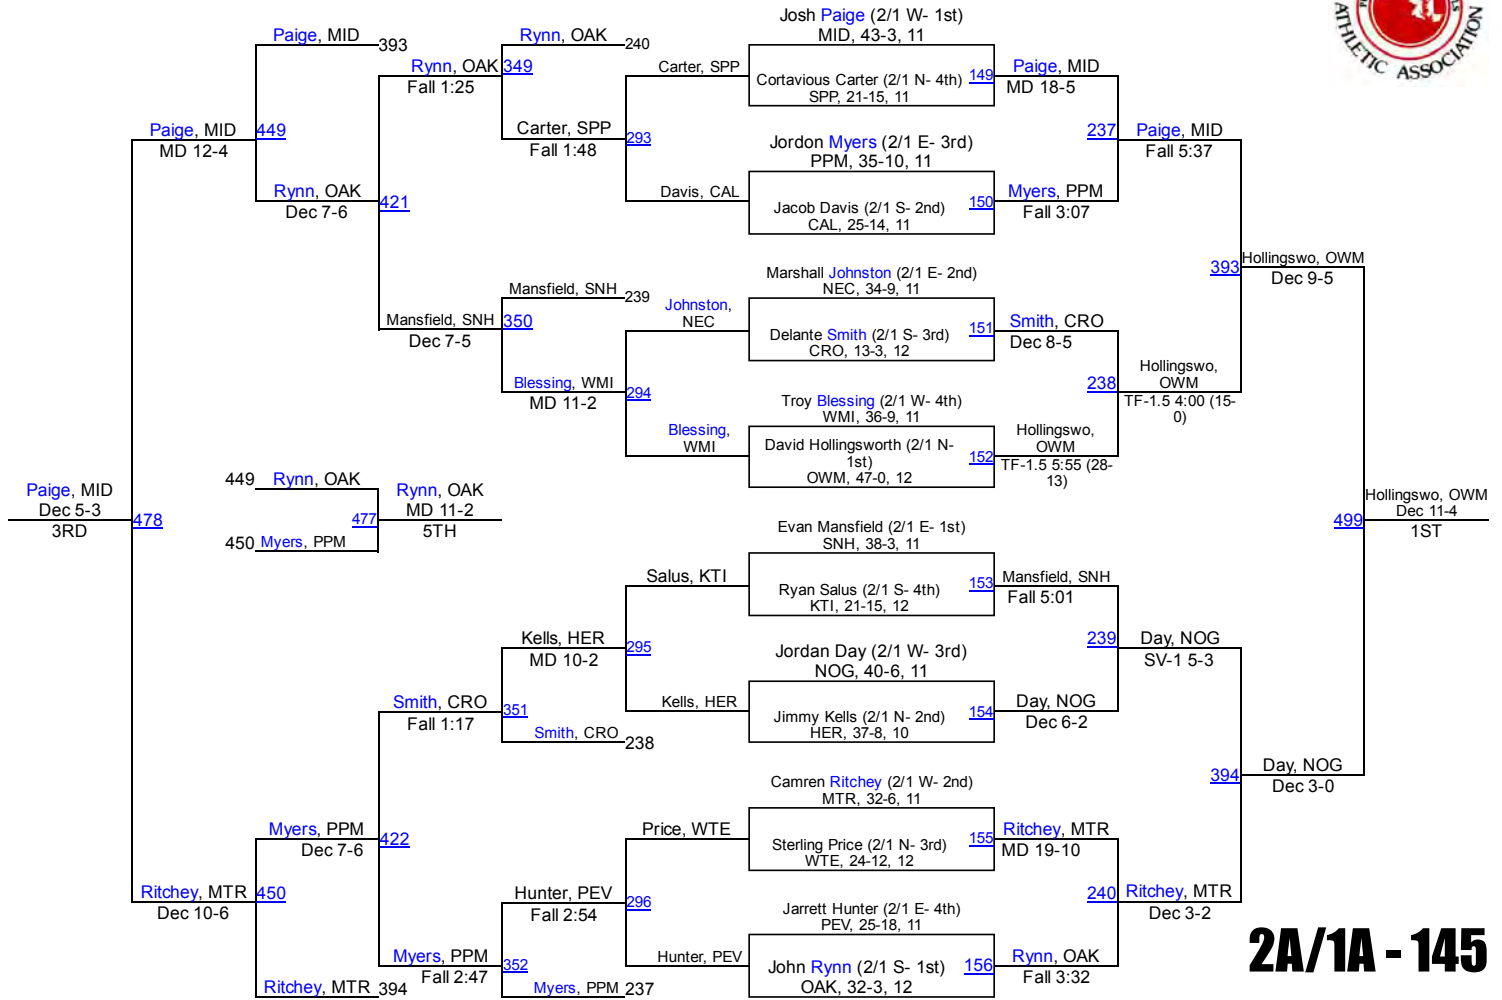 ATHLETIC ASSOCIATION
Josh Paige (2/1 W- 1st)
MID, 43-3, 11
Cortavious Carter (2/1 N- 4th)
SPP, 21-15, 11
149
Jordon Myers (2/1 E- 3rd)
PPM, 35-10, 11
Jacob Davis (2/1 S- 2nd)
CAL, 25-14, 11
150
Marshall Johnston (2/1 E- 2nd)
NEC, 34-9, 11
Delante Smith (2/1 S- 3rd)
CRO, 13-3, 12
151
Troy Blessing (2/1 W- 4th)
WMI, 36-9, 11
David Hollingsworth (2/1 N-
1st)
OWM, 47-0, 12
152
Evan Mansfield (2/1 E- 1st)
SNH, 38-3, 11
Ryan Salus (2/1 S- 4th)
KTI, 21-15, 12
153
Jordan Day (2/1 W- 3rd)
NOG, 40-6, 11
Jimmy Kells (2/1 N- 2nd)
HER, 37-8, 10
154
Camren Ritchey (2/1 W- 2nd)
MTR, 32-6, 11
Sterling Price (2/1 N- 3rd)
WTE, 24-12, 12
155
Jarrett Hunter (2/1 E- 4th)
PEV, 25-18, 11
John Rynn (2/1 S- 1st)
OAK, 32-3, 12
156
Paige, MID
MD 18-5
237
Myers, PPM
Fall 3:07
Smith, CRO
Dec 8-5
238
Hollingswo,
OWM
TF-1.5 5:55 (28-
13)
Mansfield, SNH
Fall 5:01
239
Day, NOG
Dec 6-2
Ritchey, MTR
MD 19-10
240
Rynn, OAK
Fall 3:32
Paige, MID
Fall 5:37
393
Hollingswo,
OWM
TF-1.5 4:00 (15-
0)
Day, NOG
SV-1 5-3
394
Ritchey, MTR
Dec 3-2
Hollingswo, OWM
Dec 9-5
499
Day, NOG
Dec 3-0
Hollingswo, OWM
Dec 11-4
1ST
Carter, SPP
293
Davis, CAL
Johnston,
NEC
294
Blessing,
WMI
Salus, KTI
295
Kells, HER
Price, WTE
296
Hunter, PEV
Rynn, OAK
240
349
Carter, SPP
Fall 1:48
Mansfield, SNH
239
350
Blessing, WMI
MD 11-2
Kells, HER
MD 10-2
351
Smith, CRO
238
Hunter, PEV
Fall 2:54
352
Myers, PPM
237
Rynn, OAK
Fall 1:25
421
Mansfield, SNH
Dec 7-5
Smith, CRO
Fall 1:17
422
Myers, PPM
Fall 2:47
Paige, MID
393
449
Rynn, OAK
Dec 7-6
Myers, PPM
Dec 7-6
450
Ritchey, MTR
394
Paige, MID
MD 12-4
478
Ritchey, MTR
Dec 10-6
Paige, MID
Dec 5-3
3RD
449
Rynn, OAK
477
450
Myers, PPM
Rynn, OAK
MD 11-2
5TH
2A/1A - 145